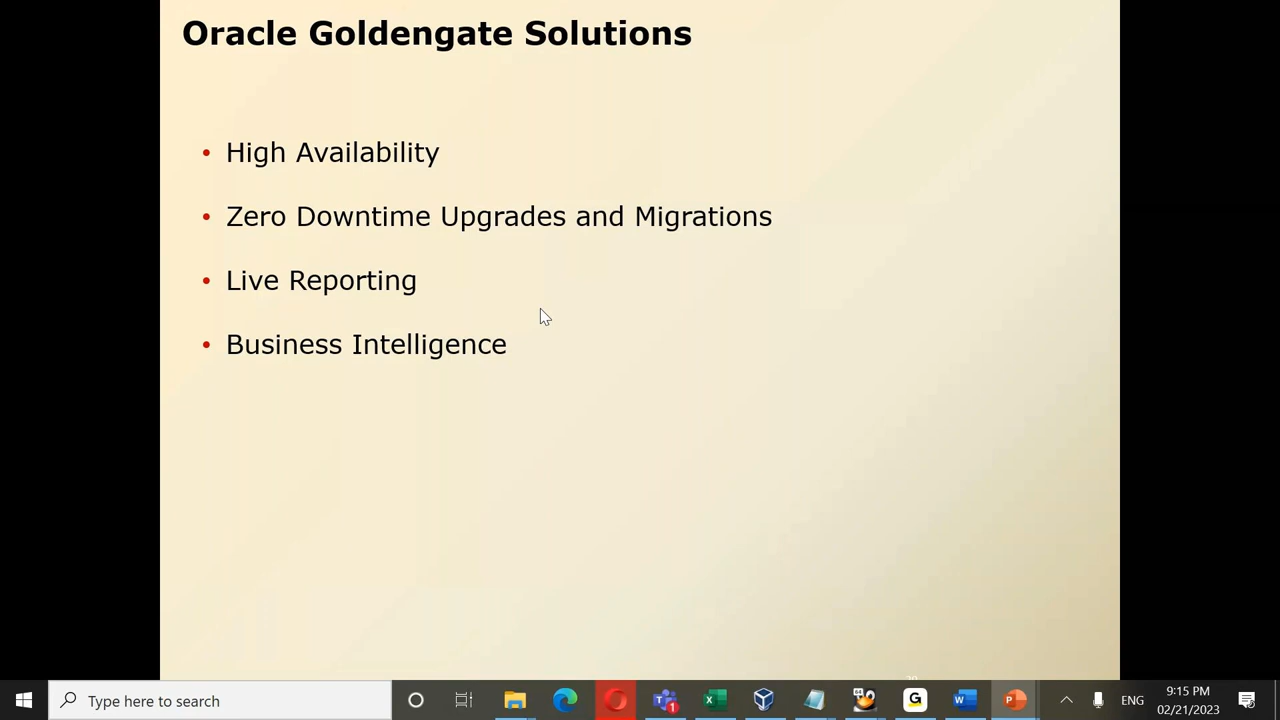 Oracle Goldengate Solutions
• High Availability
• Zero Downtime Upgrades and Migrations
• Live Reporting
• Business Intelligence
Type here to search
1
G
ENG
9:15 PM
02/21/2023